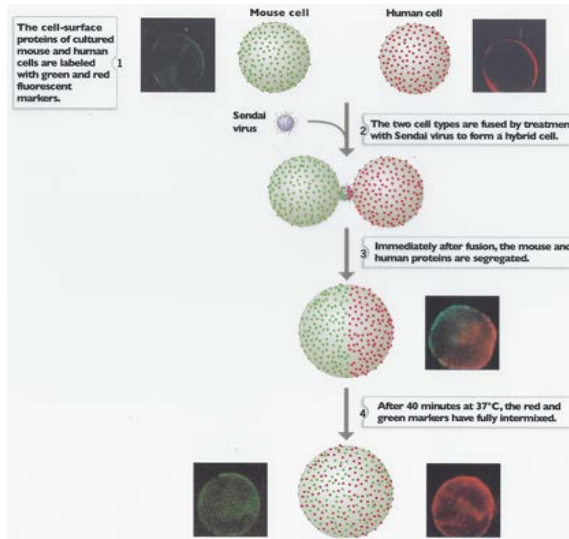 Mouse cell
Human cell
The cell-surface
proteins of cultured
mouse and human
cells are labeled
with green and red
fluorescent
markers.
1
Sendai
virus
2
The two cell types are fused by treatment
with Sendai virus to form a hybrid cell.
3
Immediately after fusion, the mouse and
human proteins are segregated.
4
After 40 minutes at 37°C, the red and
green markers have fully intermixed.